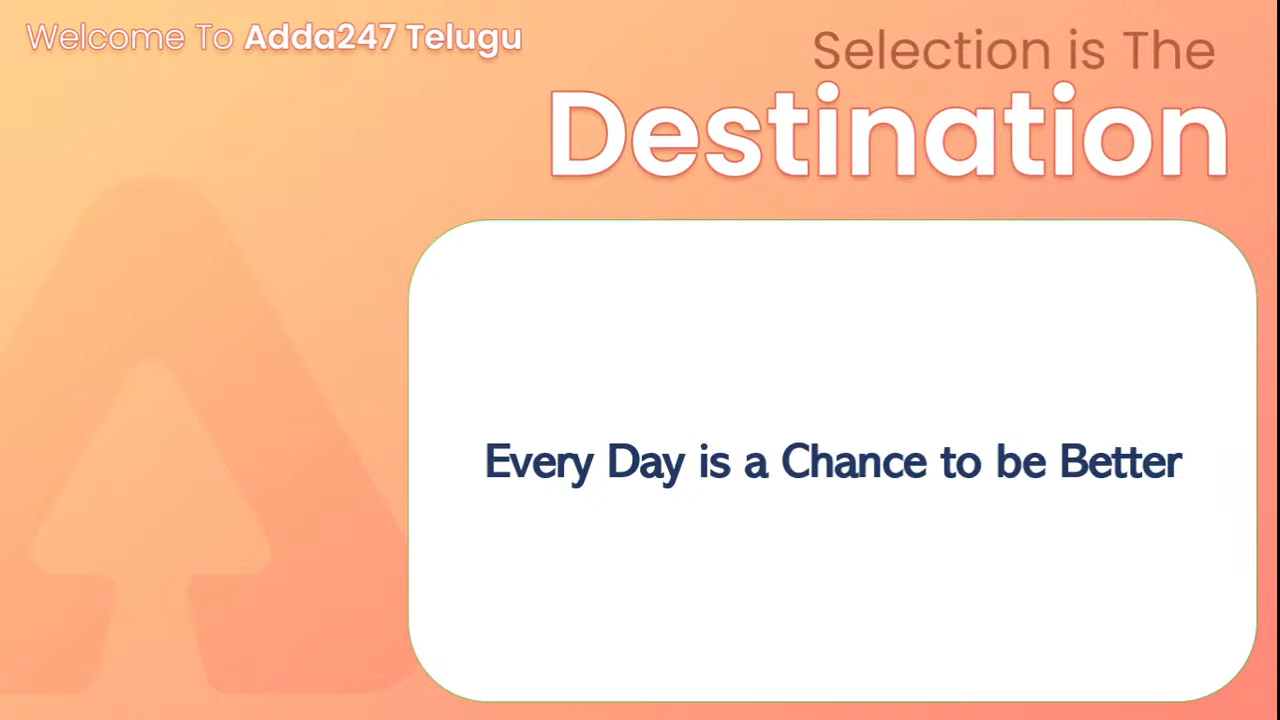 Welcome To Adda247 Telugu
Selection is The
Destination
Every Day is a Chance to be Better